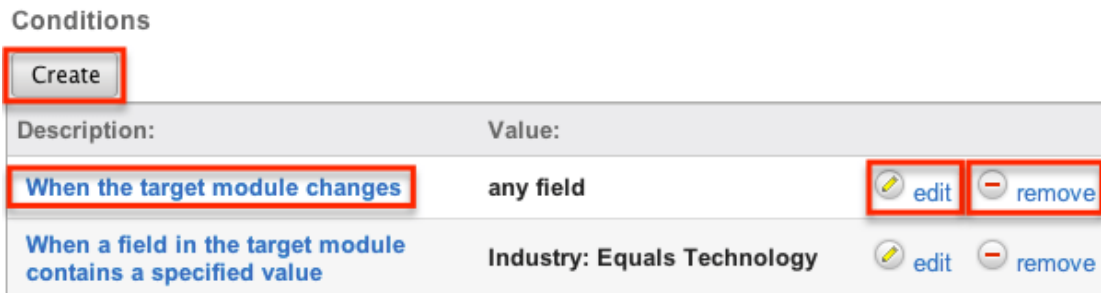 Conditions
Create
Description: Value:
When the target module changes any field edit remove
When a field in the target module
contains a specified value Industry: Equals Technology edit remove